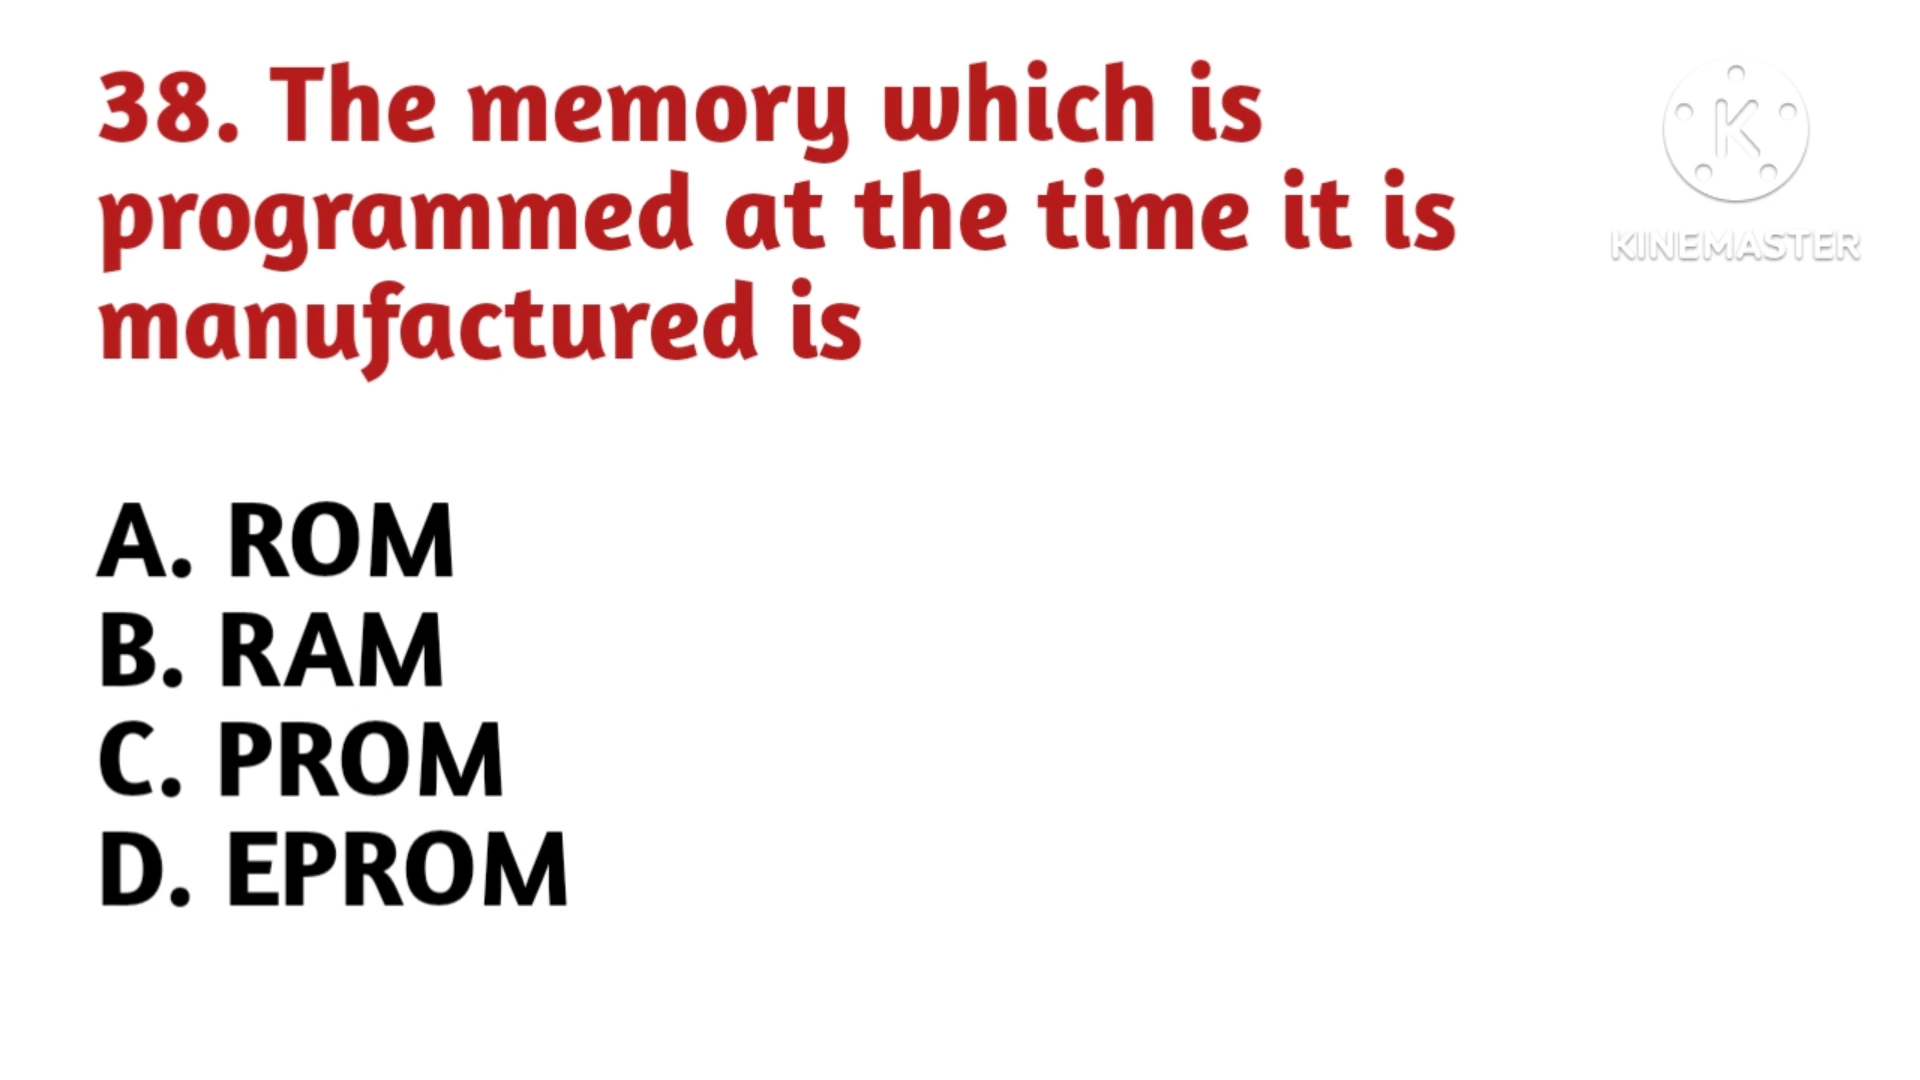 38. The memory which is
programmed at the time it is
manufactured is
A. ROM
B. RAM
C. PROM
D. EPROM
K
KINEMASTER